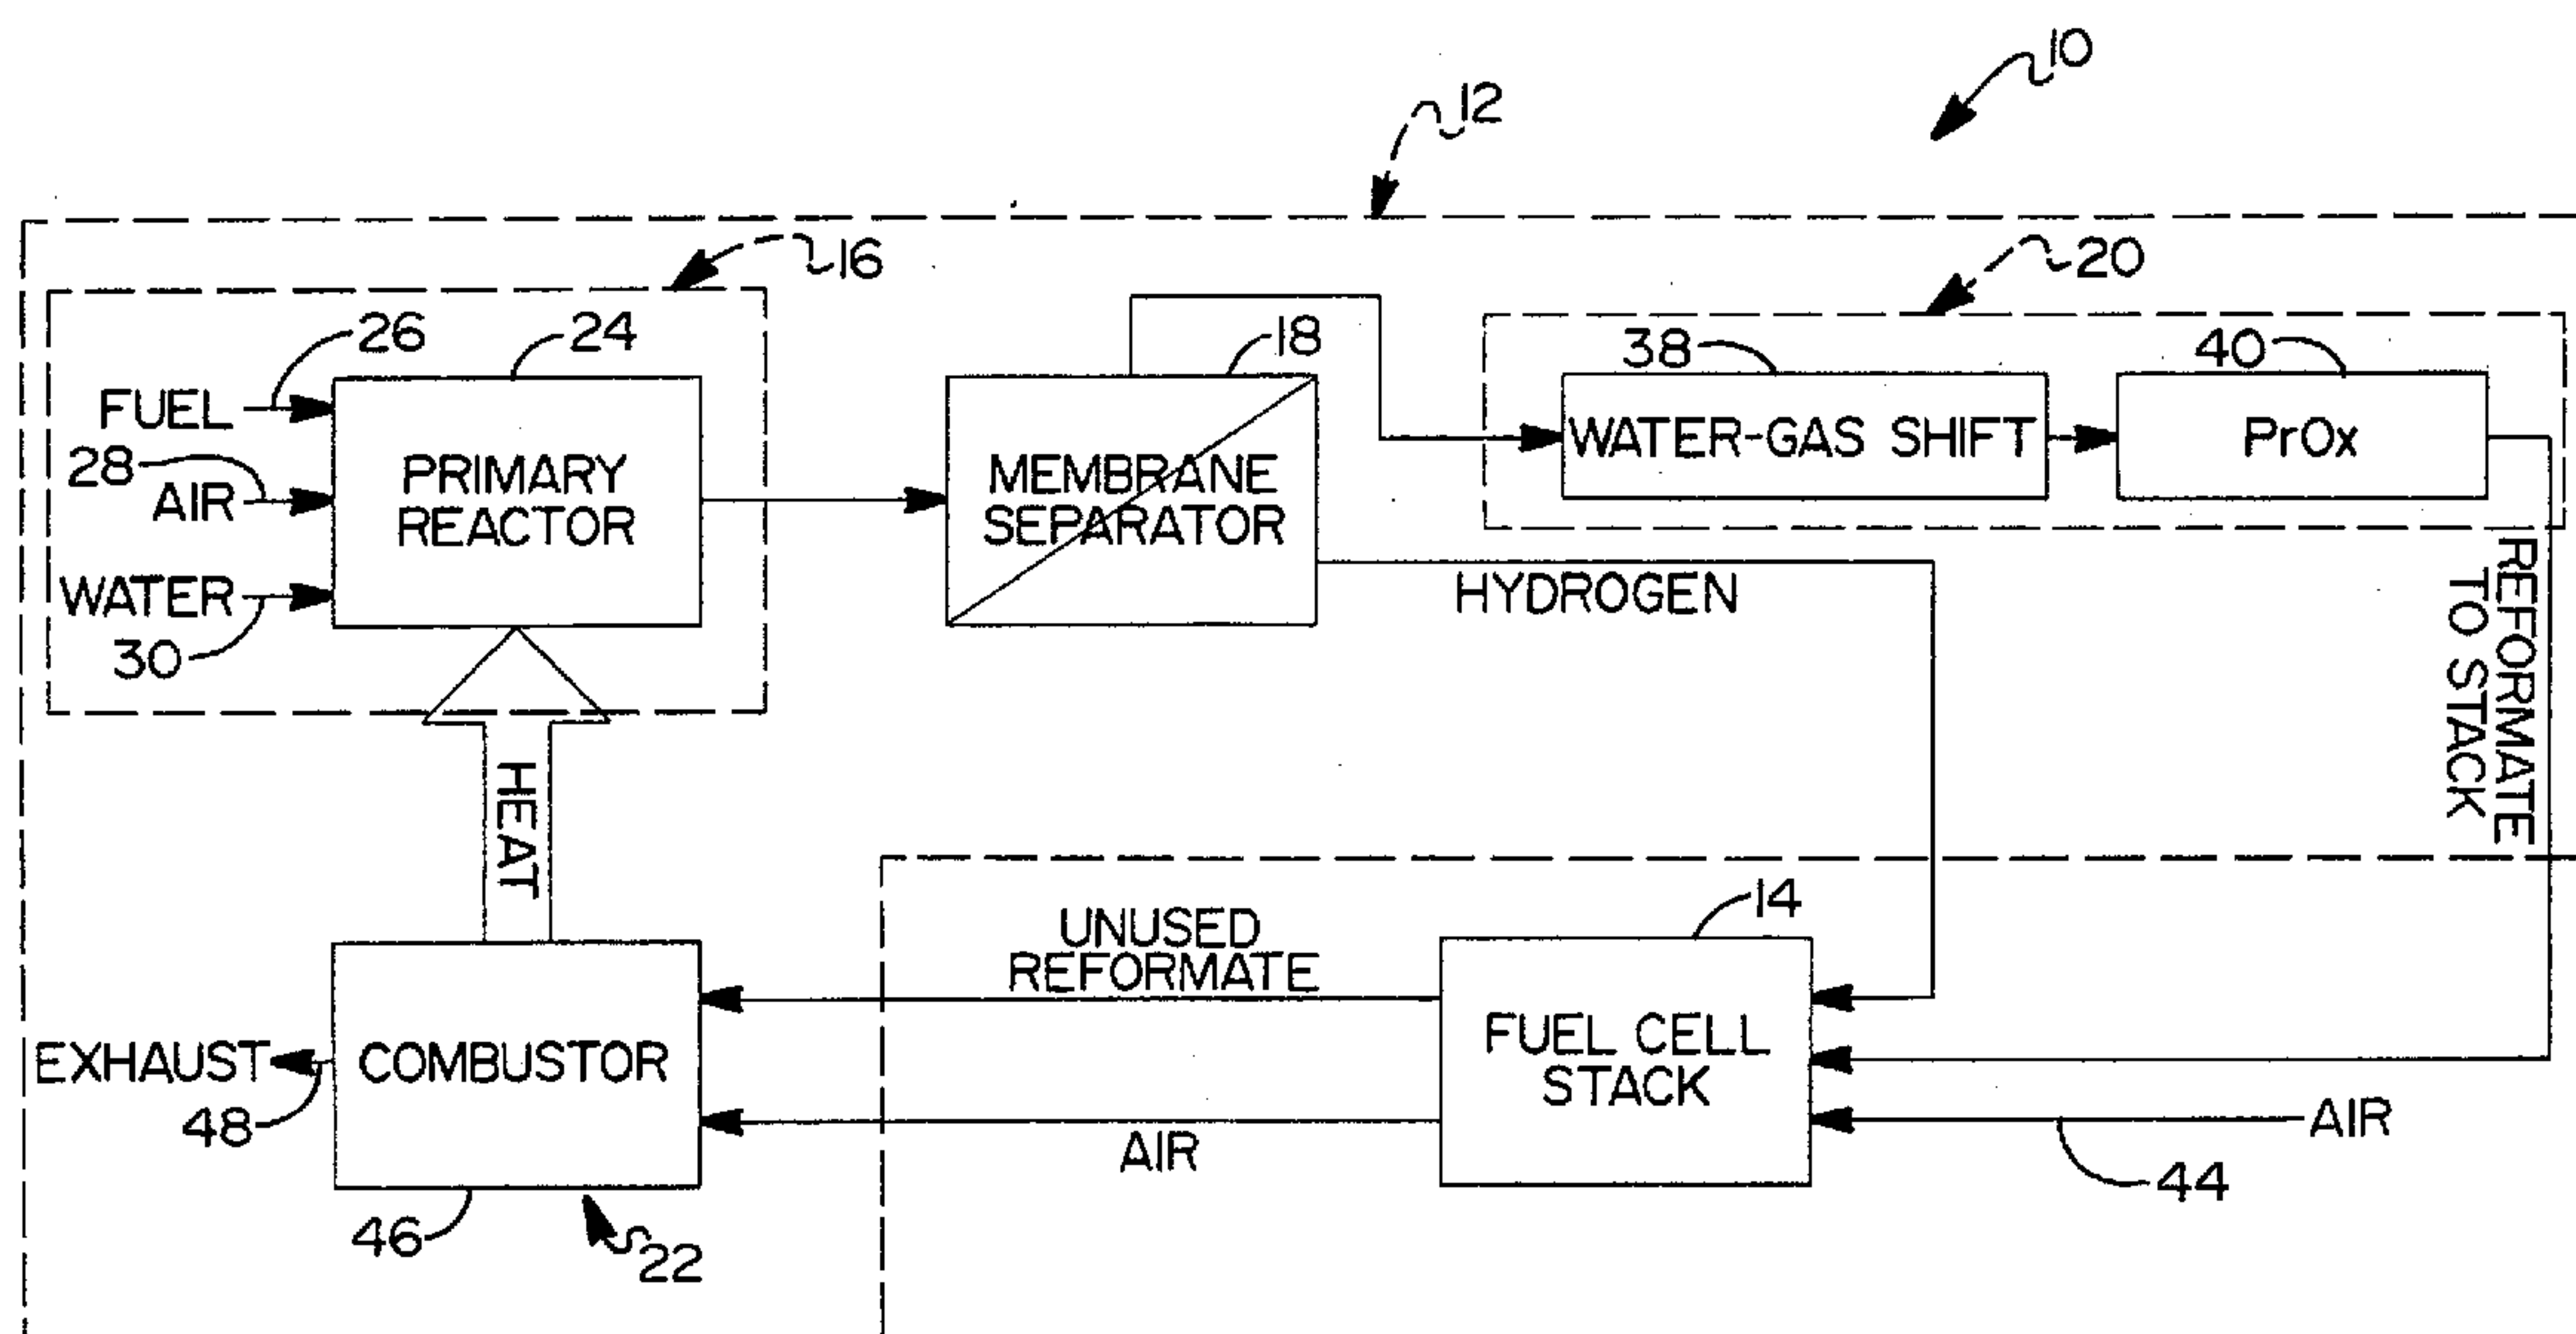 10
12
16
20
26
24
18
38
40
FUEL
28
AIR
WATER
30
PRIMARY
REACTOR
MEMBRANE
SEPARATOR
WATER-GAS SHIFT
PrOx
HYDROGEN
REFORMATE
TO STACK
HEAT
UNUSED
REFORMATE
14
EXHAUST
48
COMBUSTOR
FUEL CELL
STACK
AIR
AIR
44
46
22